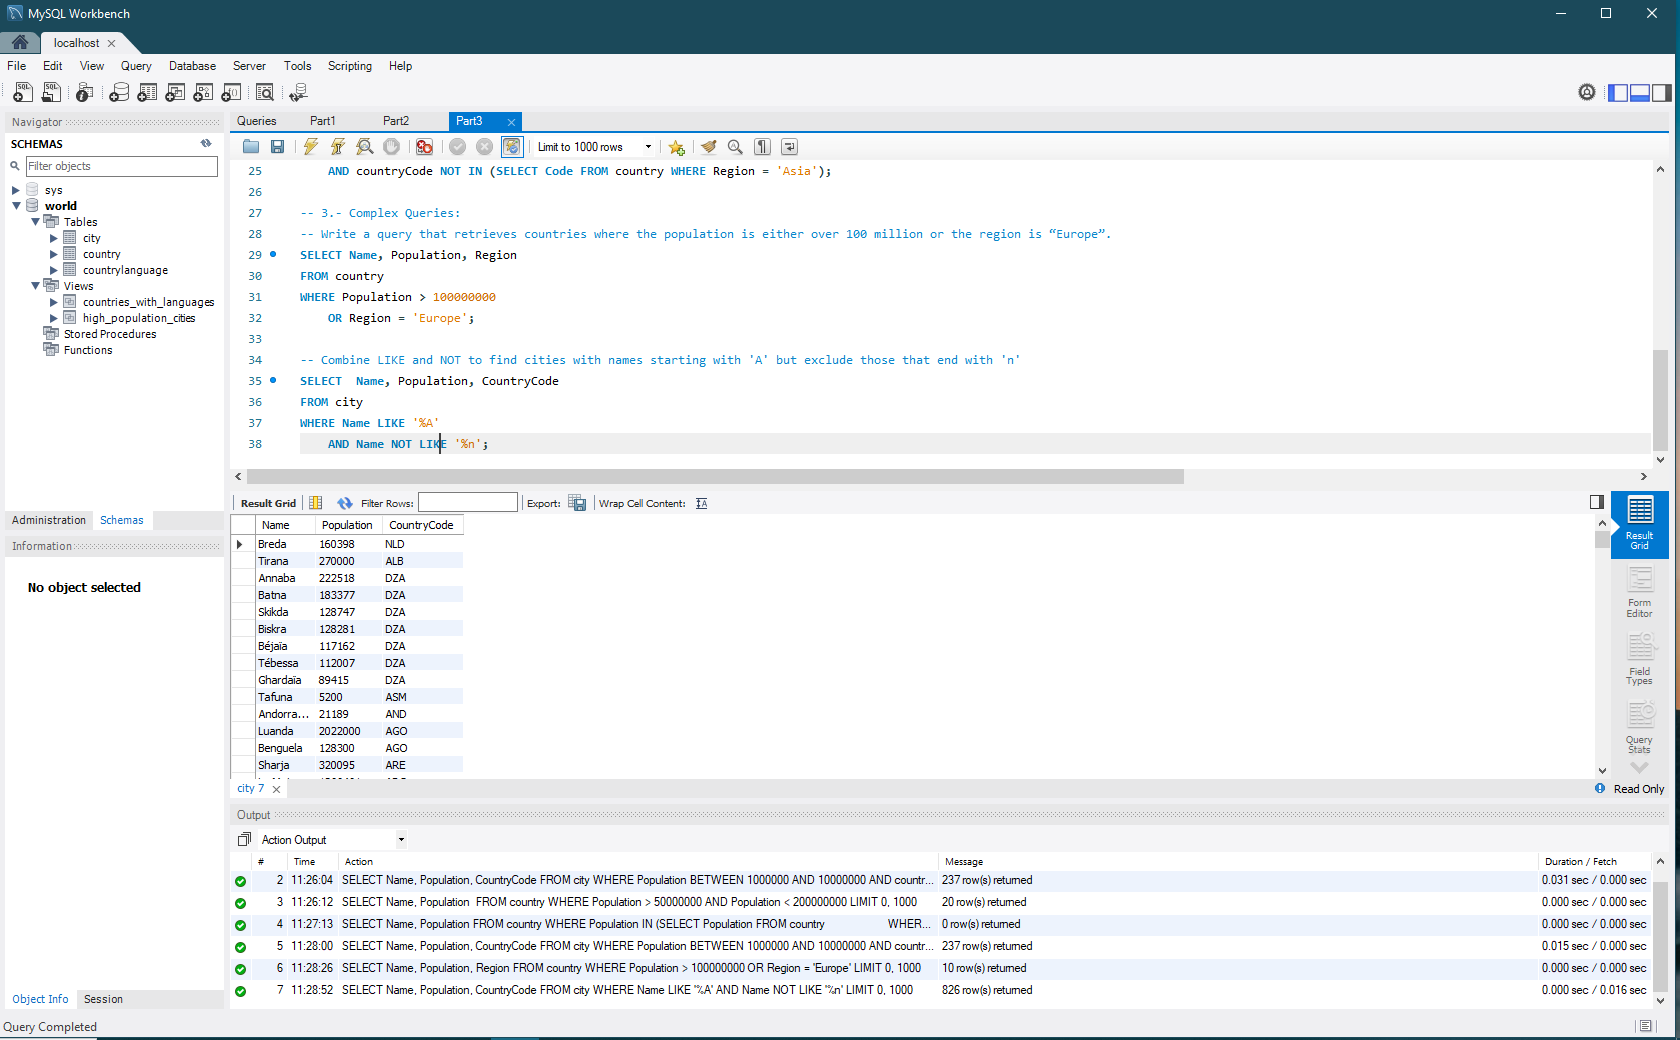 MySQL Workbench
localhost
File Edit View Query Database Server Tools Scripting Help
Navigator
SCHEMAS
Filter objects
sys
world
Tables
city
country
countrylanguage
Views
countries_with_languages
high_population_cities
Stored Procedures
Functions
Administration Schemas
Information
No object selected
Object Info Session
Query Completed
Queries Part1 Part2 Part3
Limit to 1000 rows
25 AND countryCode NOT IN (SELECT Code FROM country WHERE Region = 'Asia');
26
27 -- 3.- Complex Queries:
28 -- Write a query that retrieves countries where the population is either over 100 million or the region is “Europe”.
29 SELECT Name, Population, Region
30 FROM country
31 WHERE Population > 100000000
32 OR Region = 'Europe';
33
34 -- Combine LIKE and NOT to find cities with names starting with 'A' but exclude those that end with 'n'
35 SELECT  Name, Population, CountryCode
36 FROM city
37 WHERE Name LIKE '%A'
38 AND Name NOT LIKE '%n';
Result Grid Filter Rows: Export: Wrap Cell Content:
Name Population CountryCode
Breda 160398 NLD
Tirana 270000 ALB
Annaba 222518 DZA
Batna 183377 DZA
Skikda 128747 DZA
Biskra 128281 DZA
Béjaïa 117162 DZA
Tébessa 112007 DZA
Ghardaïa 89415 DZA
Tafuna 5200 ASM
Andorra... 21189 AND
Luanda 2022000 AGO
Benguela 128300 AGO
Sharja 320095 ARE
Result
Grid
Form
Editor
Field
Types
Query
Stats
city 7
Read Only
Output
Action Output
# Time Action Message Duration / Fetch
2 11:26:04 SELECT Name, Population, CountryCode FROM city WHERE Population BETWEEN 1000000 AND 10000000 AND countr... 237 row(s) returned 0.031 sec / 0.000 sec
3 11:26:12 SELECT Name, Population  FROM country WHERE Population > 50000000 AND Population < 200000000 LIMIT 0, 1000 20 row(s) returned 0.000 sec / 0.000 sec
4 11:27:13 SELECT Name, Population FROM country WHERE Population IN (SELECT Population FROM country WHER... 0 row(s) returned 0.000 sec / 0.000 sec
5 11:28:00 SELECT Name, Population, CountryCode FROM city WHERE Population BETWEEN 1000000 AND 10000000 AND countr... 237 row(s) returned 0.015 sec / 0.000 sec
6 11:28:26 SELECT Name, Population, Region FROM country WHERE Population > 100000000 OR Region = 'Europe' LIMIT 0, 1000 10 row(s) returned 0.000 sec / 0.000 sec
7 11:28:52 SELECT Name, Population, CountryCode FROM city WHERE Name LIKE '%A' AND Name NOT LIKE '%n' LIMIT 0, 1000 826 row(s) returned 0.000 sec / 0.016 sec